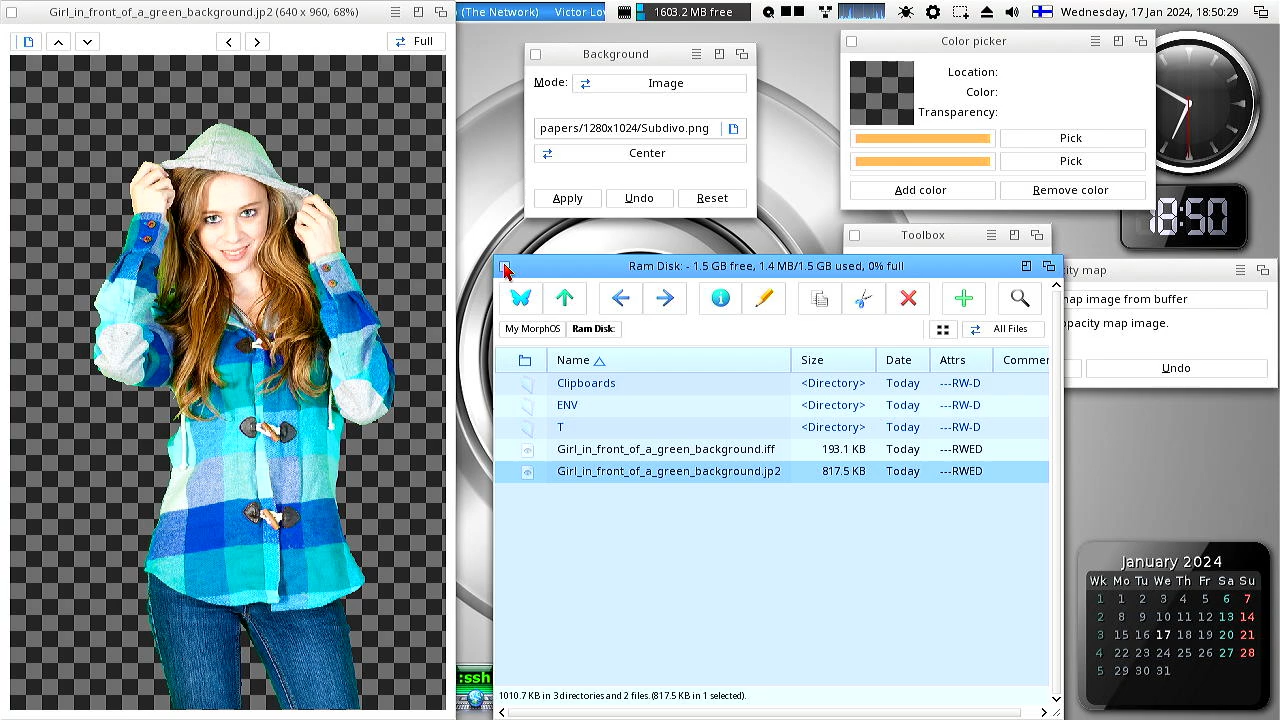 Girl_in_front_of_a_green_background.jp2 (640 x 960, 68%)
(The Network) Victor Lov
1603.2 MB free
Wednesday, 17 January 2024, 18:50
Full
Background
Mode:
Image
papers/1280x1024/Subdivo.png
Center
Apply
Undo
Reset
Color picker
Location:
Color:
Transparency:
Pick
Pick
Add color
Remove color
18:50
Toolbox
map
map image from buffer
opacity map image.
Undo
Ram Disk: - 1.5 GB free, 1.4 MB/1.5 GB used, 0% full
My MorphOS
Ram Disk:
All Files
Name Size Date Attrs Commen
Clipboards <Directory> Today ---RW-D
ENV <Directory> Today ---RW-D
T <Directory> Today ---RW-D
Girl_in_front_of_a_green_background.iff 193.1 KB Today ---RWED
Girl_in_front_of_a_green_background.jp2 817.5 KB Today ---RWED
1010.7 KB in 3 directories and 2 files. (817.5 KB in 1 selected).
:ssh
January 2024
Wk Mo Tu We Th Fr Sa Su
1 1 2 3 4 5 6 7
2 8 9 10 11 12 13 14
3 15 16 17 18 19 20 21
4 22 23 24 25 26 27 28
5 29 30 31